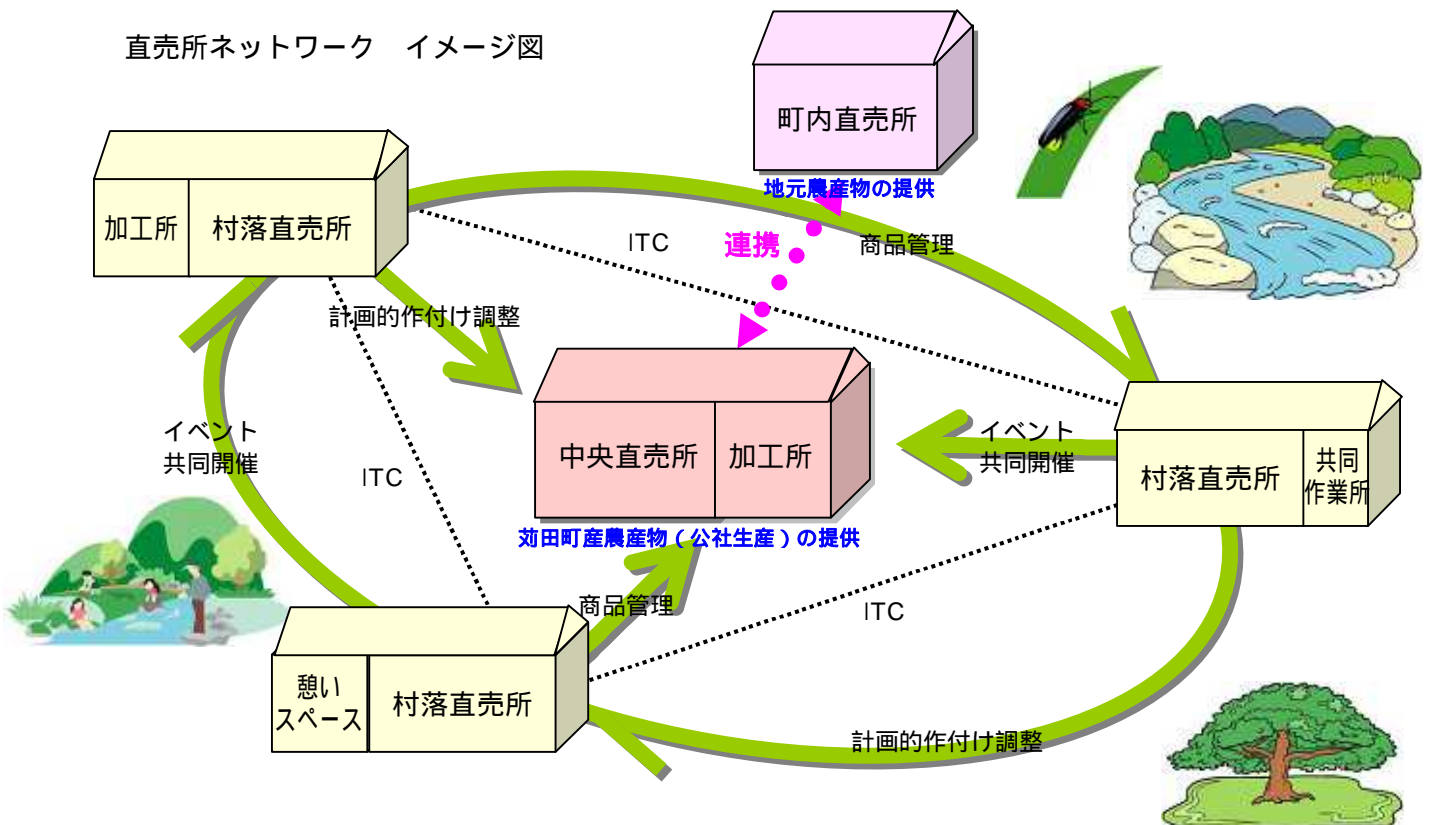 直売所ネットワーク　イメージ図
町内直売所
地元農産物の提供
加工所
村落直売所
ITC
連携
商品管理
計画的作付け調整
イベント
共同開催
ITC
中央直売所
加工所
苅田町産農産物（公社生産）の提供
イベント
共同開催
村落直売所
共同
作業所
商品管理
ITC
憩い
スペース
村落直売所
計画的作付け調整